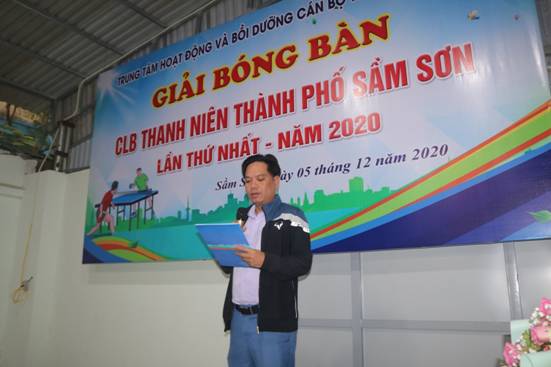 TRUNG TÂM HOẠT ĐỘNG VÀ BỒI DƯỠNG CÁN BỘ
GIẢI BÓNG BÀN
CLB THANH NIÊN THÀNH PHỐ SẦM SƠN
LẦN THỨ NHẤT - NĂM 2020
Sầm 05 tháng 12 năm 2020